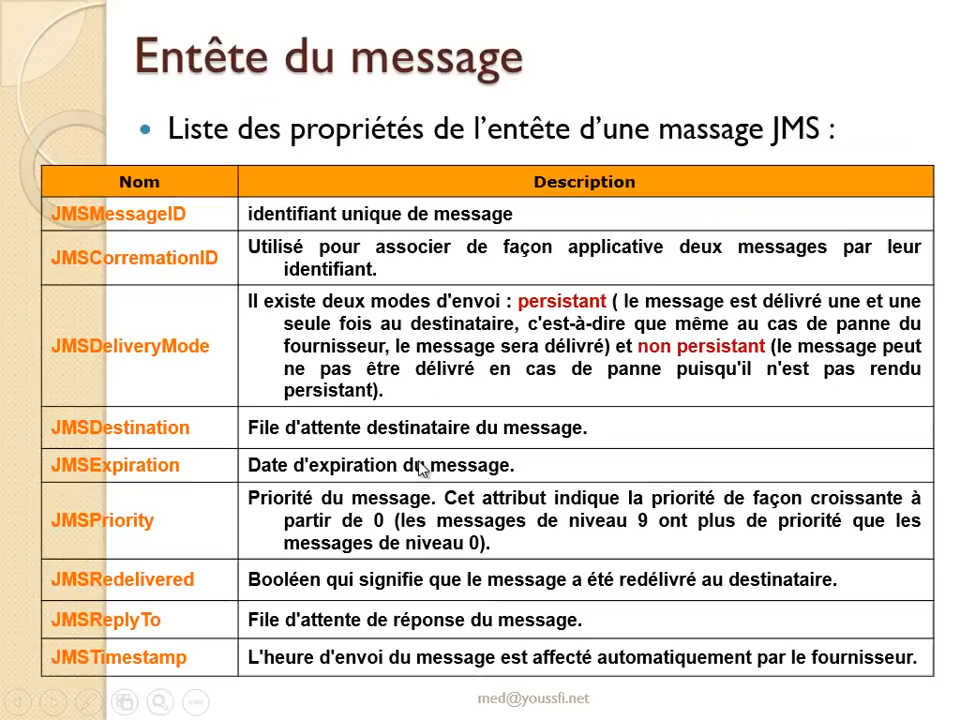 Entête du message
• Liste des propriétés de l’entête d’une massage JMS :
Nom
Description
JMSMessageID
identifiant unique de message
JMSCorremationID
Utilisé pour associer de façon applicative deux messages par leur
identifiant.
JMSDeliveryMode
Il existe deux modes d'envoi : persistant ( le message est délivré une et une
seule fois au destinataire, c'est-à-dire que même au cas de panne du
fournisseur, le message sera délivré) et non persistant (le message peut
ne pas être délivré en cas de panne puisqu'il n'est pas rendu
persistant).
JMSDestination
File d'attente destinataire du message.
JMSExpiration
Date d'expiration du message.
JMSPriority
Priorité du message. Cet attribut indique la priorité de façon croissante à
partir de 0 (les messages de niveau 9 ont plus de priorité que les
messages de niveau 0).
JMSRedelivered
Booléen qui signifie que le message a été redélivré au destinataire.
JMSReplyTo
File d'attente de réponse du message.
JMSTimestamp
L'heure d'envoi du message est affecté automatiquement par le fournisseur.
med@youssfi.net